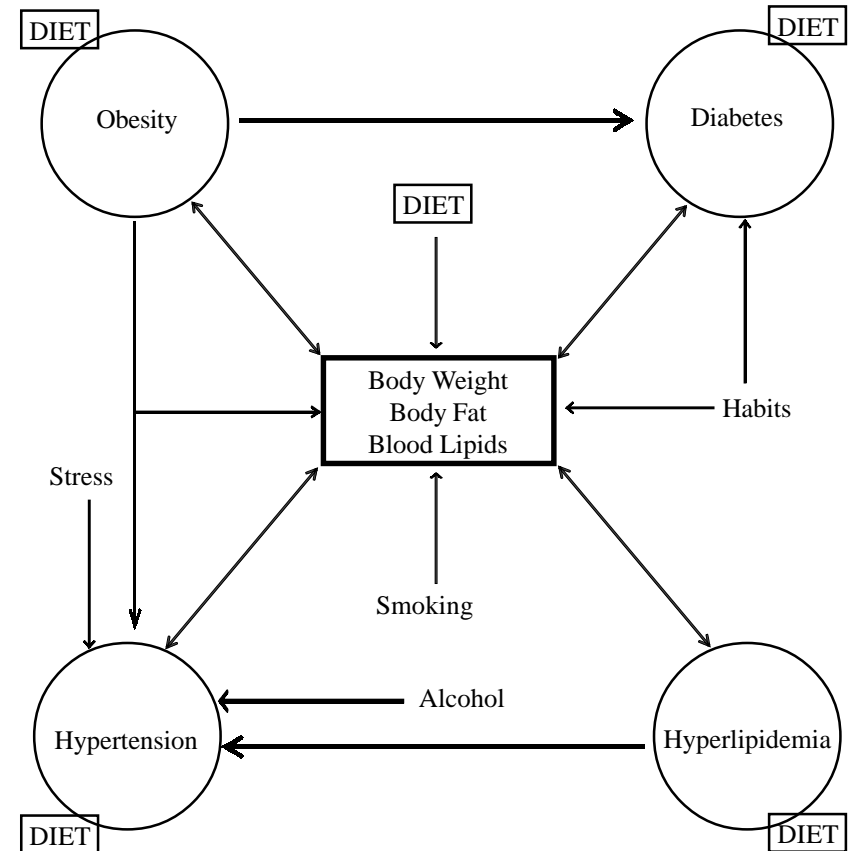 DIET
DIET
Obesity
Diabetes
DIET
Body Weight
Body Fat
Blood Lipids
Habits
Stress
Smoking
Alcohol
Hypertension
Hyperlipidemia
DIET
DIET